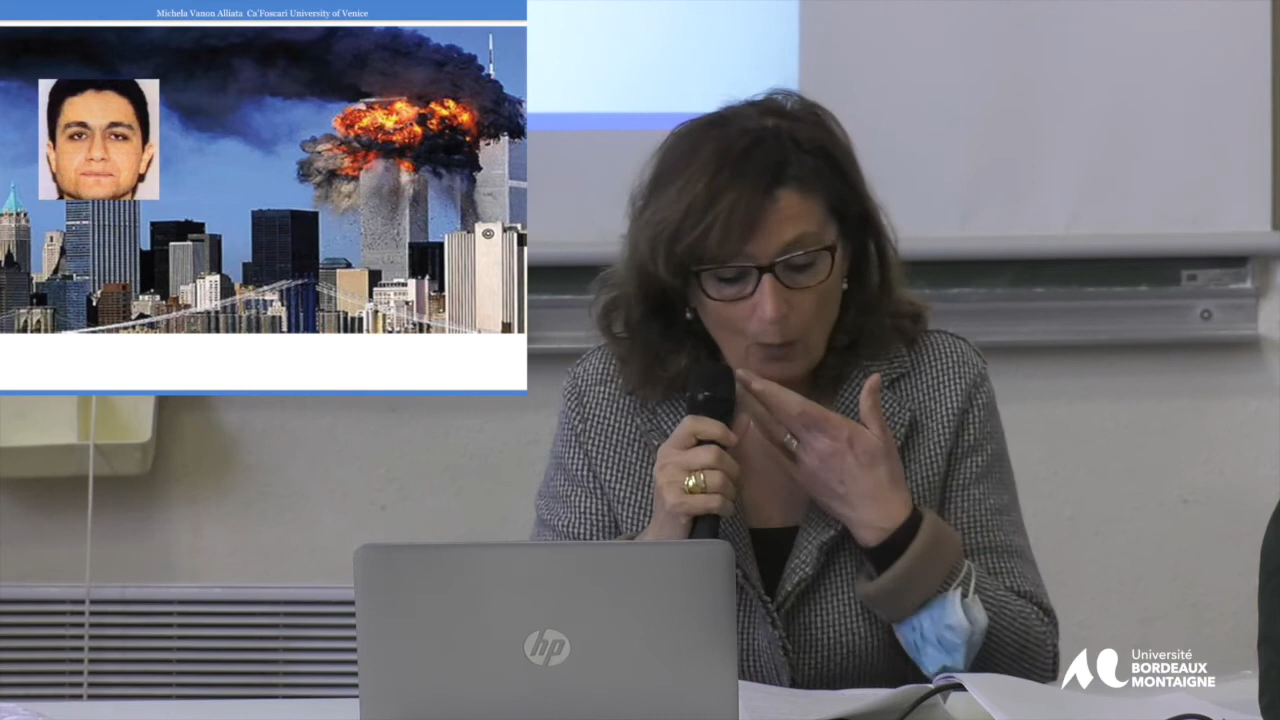 Michela Vanon Alliata Ca'Foscari University of Venice
hp
Université
BORDEAUX
MONTAIGNE